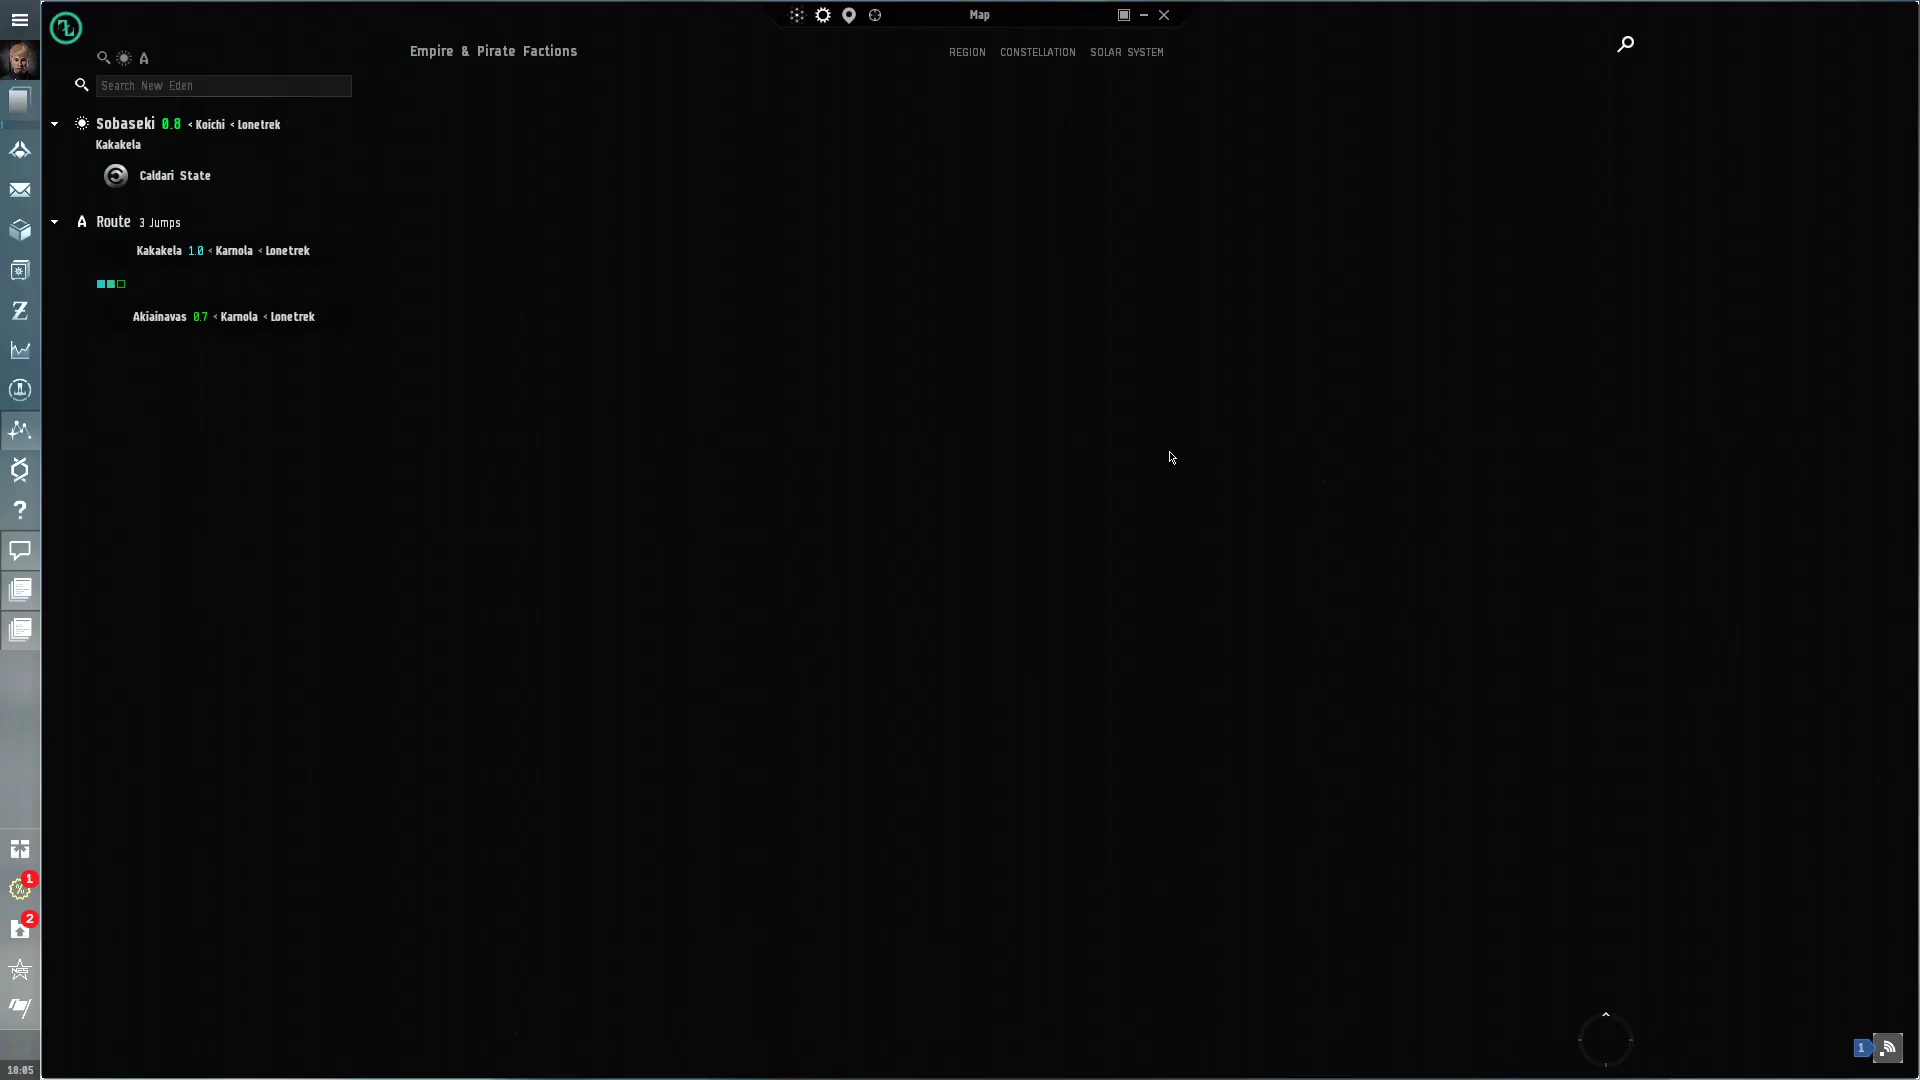 Map
Empire & Pirate Factions
REGION CONSTELLATION SOLAR SYSTEM
A
Search New Eden
Sobaseki 0.8 < Koichi < Lonetrek
Kakakela
Caldari State
A Route 3 Jumps
Kakakela 1.0 < Karnola < Lonetrek
Akiainavas 0.7 < Karnola < Lonetrek
1
2
NES
18:05
1